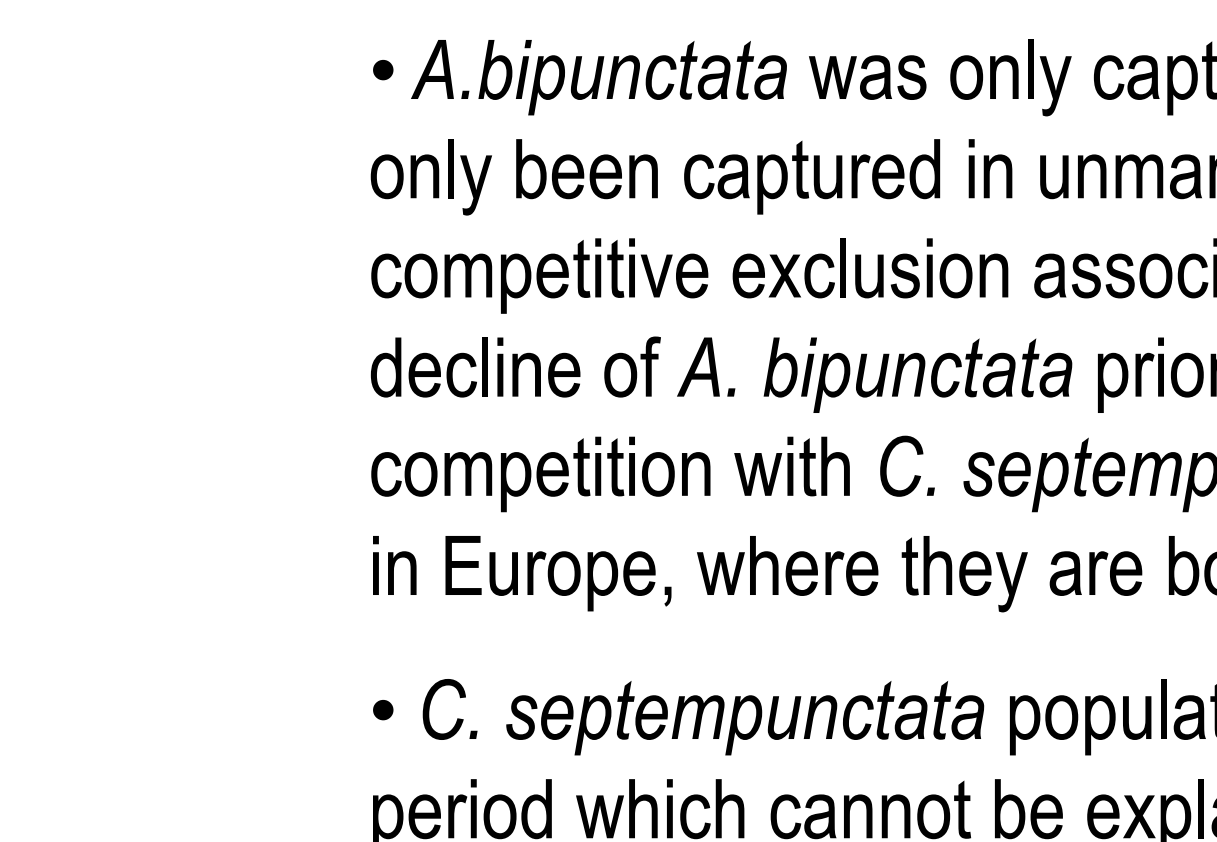 • A.bipunctata was only capt
only been captured in unmar
competitive exclusion associ
decline of A. bipunctata prior
competition with C. septemp
in Europe, where they are bo
• C. septempunctata populat
period which cannot be expla